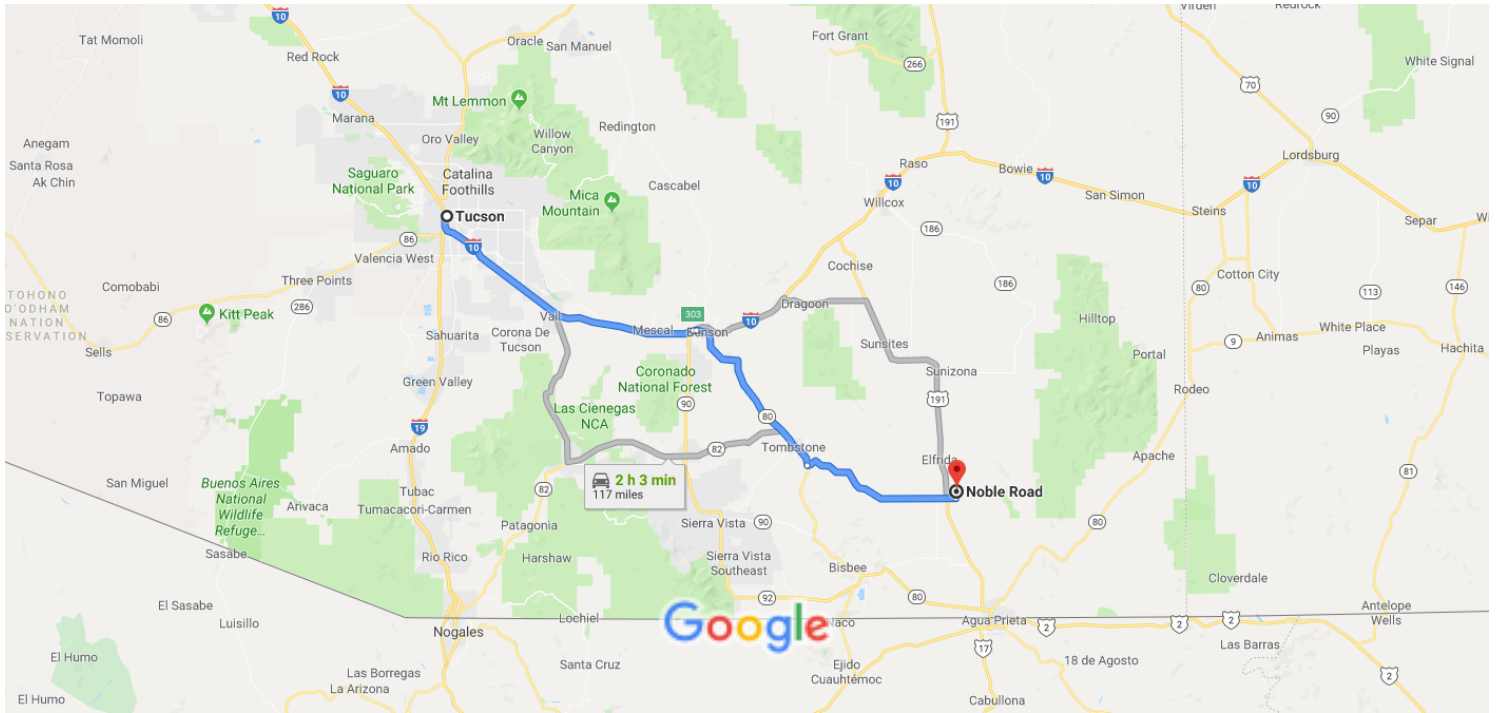 10
Virden
Redrock
Tat Momoli
Oracle
San Manuel
Fort Grant
Red Rock
266
White Signal
10
Mt Lemmon
70
Marana
191
90
Oro Valley
Willow
Canyon
Redington
Anegam
Santa Rosa
Ak Chin
Saguaro
National Park
Catalina
Foothills
Raso
Bowie
10
Lordsburg
Cascabel
10
10
Mica
Mountain
San Simon
Willcox
Steins
Separ
Tucson
186
86
10
Valencia West
Cochise
Cotton City
Three Points
186
Comobabi
TOHONO
O'ODHAM
NATION
SERVATION
286
Dragoon
80
113
146
86
Kitt Peak
Vail
303
10
Hilltop
White Place
Mescal
Benson
Sahuarita
Corona De
Tucson
Sunsites
Animas
9
Sells
Portal
Playas
Hachita
Green Valley
Coronado
National Forest
Sunizona
Rodeo
Topawa
191
90
Las Cienegas
NCA
80
19
Amado
82
Tombstone
Apache
Elfrida
81
2 h 3 min
117 miles
San Miguel
Buenos Aires
National
Wildlife
Refuge...
Arivaca
Tubac
Tumacacori-Carmen
82
Noble Road
Patagonia
Sierra Vista
90
80
Sasabe
Rio Rico
Harshaw
Sierra Vista
Southeast
Bisbee
Cloverdale
92
80
El Sasabe
Luisillo
Lochiel
Google
Naco
Agua Prieta
2
2
2
Antelope
Wells
Nogales
Las Barras
17
El Humo
Las Borregas
La Arizona
Santa Cruz
Ejido
Cuauhtémoc
18 de Agosto
2
El Humo
Cabullona